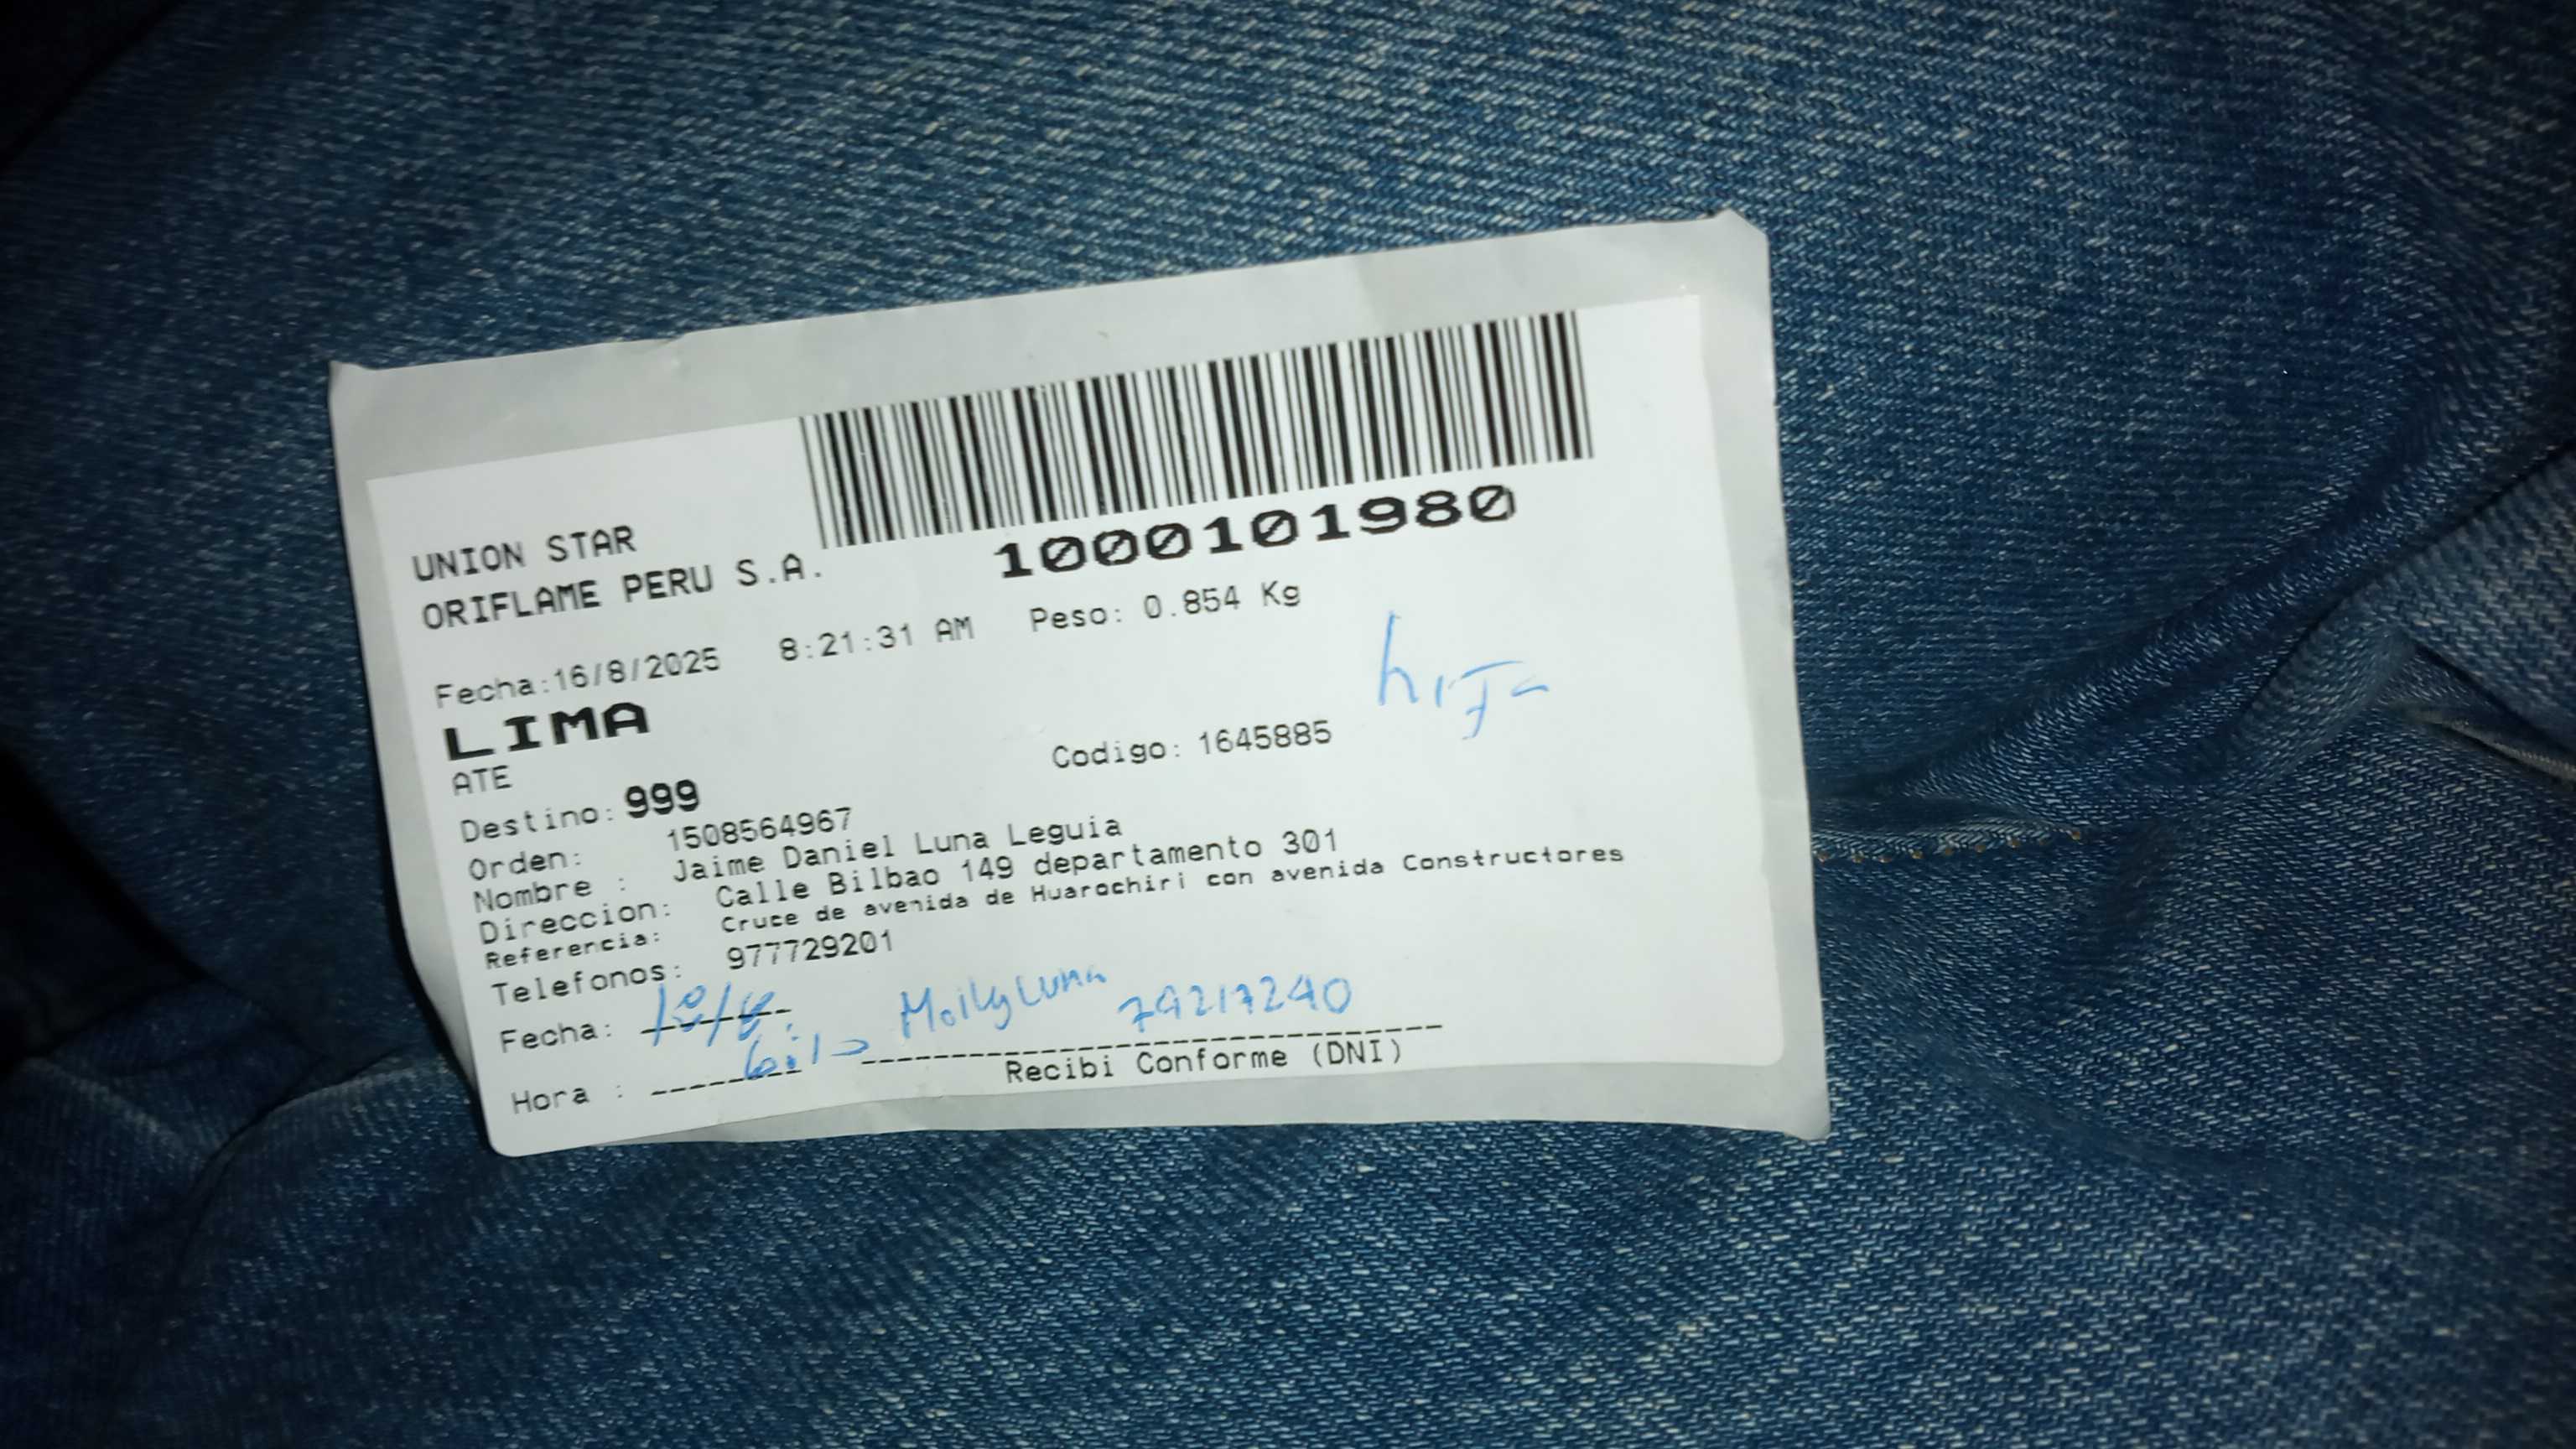 UNION STAR
ORIFLAME PERU S.A.
1000101980
Fecha:16/8/2025 8:21:31 AM Peso: 0.854 Kg
LIMA
hija
ATE
Codigo: 1645885
Destino: 999
Orden: 1508564967
Nombre : Jaime Daniel Luna Leguia
Direccion: Calle Bilbao 149 departamento 301
Referencia: Cruce de avenida de Huarochiri con avenida Constructores
Telefonos: 977729201
Fecha: Luna 74217240
Hora :
Recibi Conforme (DNI)